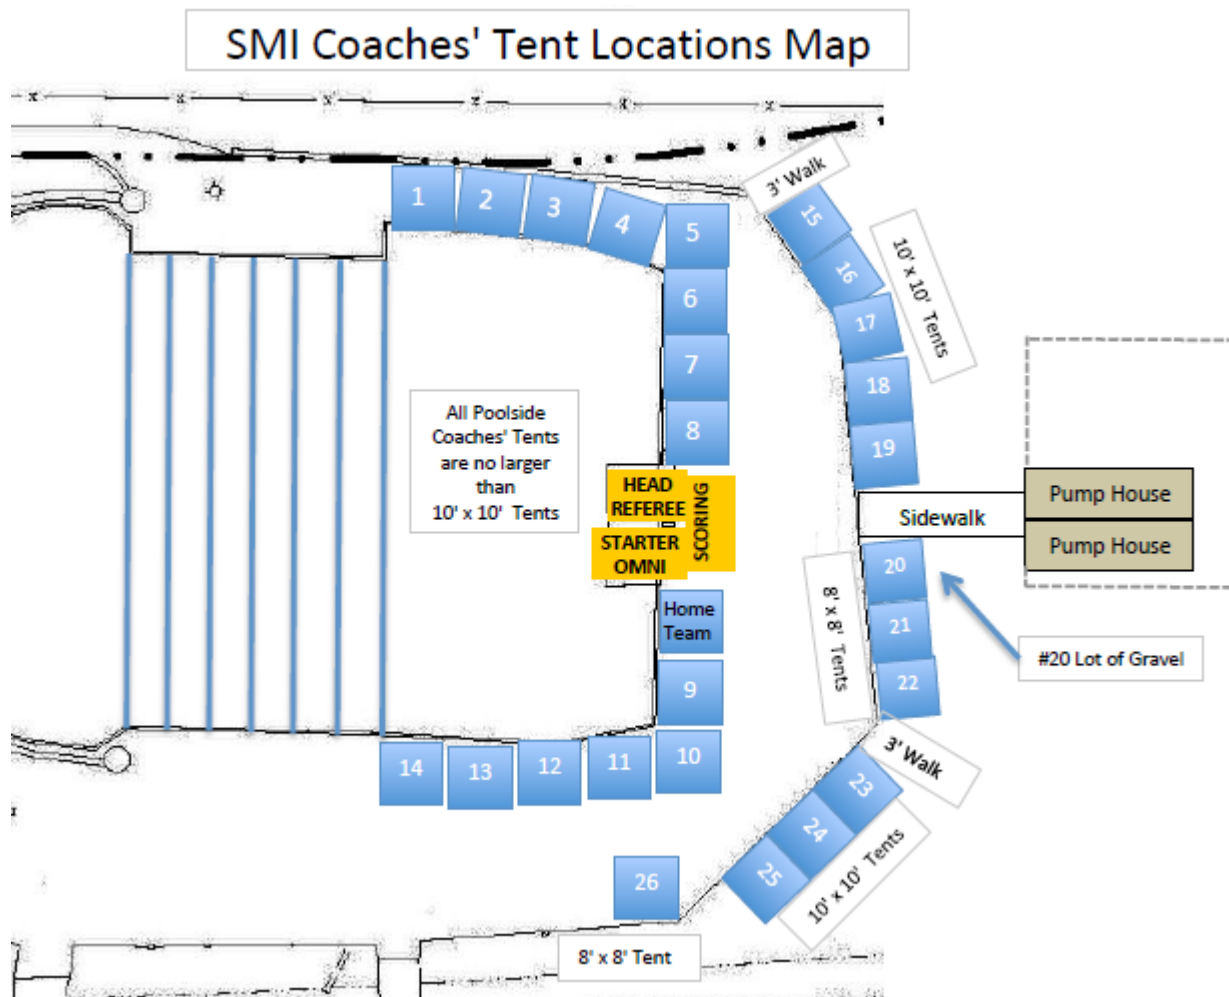 SMI Coaches' Tent Locations Map
3' Walk
1
2
3
4
5
6
7
8
15
16
17
18
19
10' x 10' Tents
All Poolside
Coaches' Tents
are no larger
than
10' x 10' Tents
HEAD
REFEREE
STARTER
OMNI
SCORING
Sidewalk
Pump House
Pump House
Home
Team
9
10
11
12
13
14
8' x 8' Tents
20
21
22
#20 Lot of Gravel
3' Walk
23
24
25
10' x 10' Tents
26
8' x 8' Tent